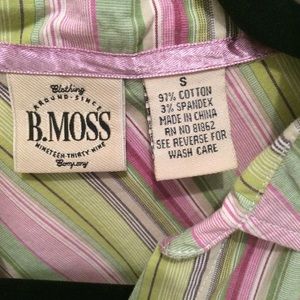 Clothing
AROUND·SINCE
B.MOSS
NINETEEN·THIRTY·NINE
Company
S
97% COTTON
3% SPANDEX
MADE IN CHINA
RN NO 81862
SEE REVERSE FOR
WASH CARE